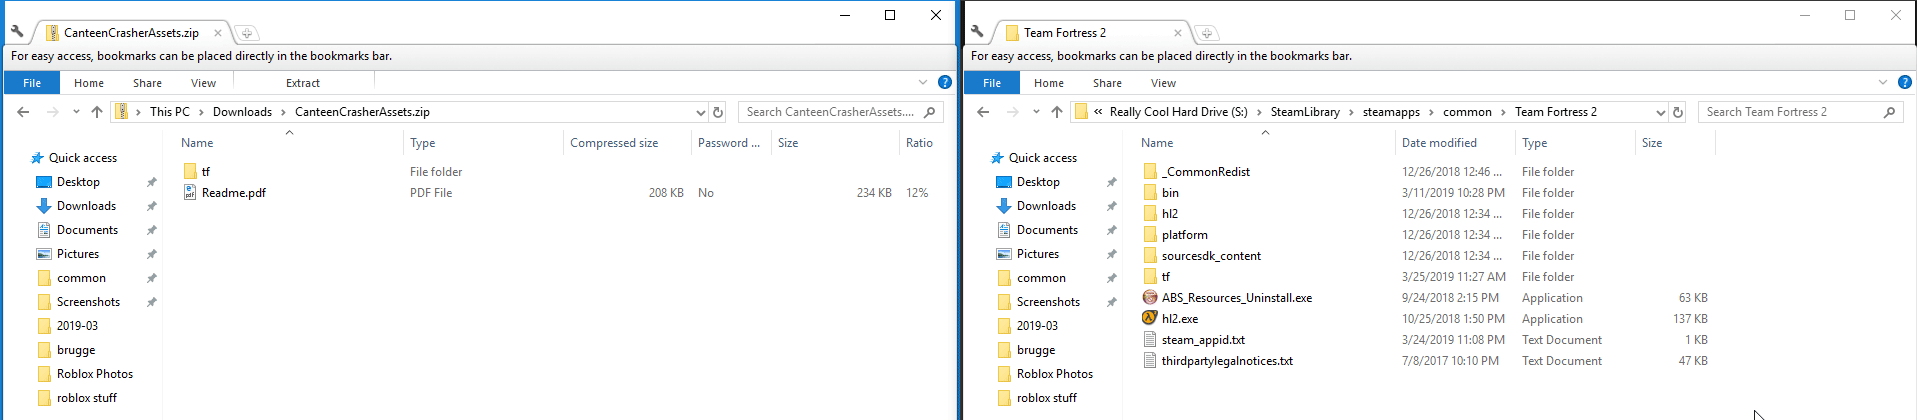 CanteenCrasherAssets.zip
For easy access, bookmarks can be placed directly in the bookmarks bar.
File Home Share View Extract
This PC Downloads CanteenCrasherAssets.zip Search CanteenCrasherAssets....
Name Type Compressed size Password ... Size Ratio
tf File folder
Readme.pdf PDF File 208 KB No 234 KB 12%
Quick access
Desktop
Downloads
Documents
Pictures
common
Screenshots
2019-03
brugge
Roblox Photos
roblox stuff
Team Fortress 2
For easy access, bookmarks can be placed directly in the bookmarks bar.
File Home Share View
« Really Cool Hard Drive (S:) SteamLibrary steamapps common Team Fortress 2 Search Team Fortress 2
Name Date modified Type Size
Quick access
Desktop
Downloads
Documents
Pictures
common
Screenshots
2019-03
brugge
Roblox Photos
roblox stuff
_CommonRedist 12/26/2018 12:46 ... File folder
bin 3/11/2019 10:28 PM File folder
hl2 12/26/2018 12:34 ... File folder
platform 12/26/2018 12:34 ... File folder
sourcesdk_content 12/26/2018 12:34 ... File folder
tf 3/25/2019 11:27 AM File folder
ABS_Resources_Uninstall.exe 9/24/2018 2:15 PM Application 63 KB
hl2.exe 10/25/2018 1:50 PM Application 137 KB
steam_appid.txt 3/24/2019 11:08 PM Text Document 1 KB
thirdpartylegalnotices.txt 7/8/2017 10:10 PM Text Document 47 KB